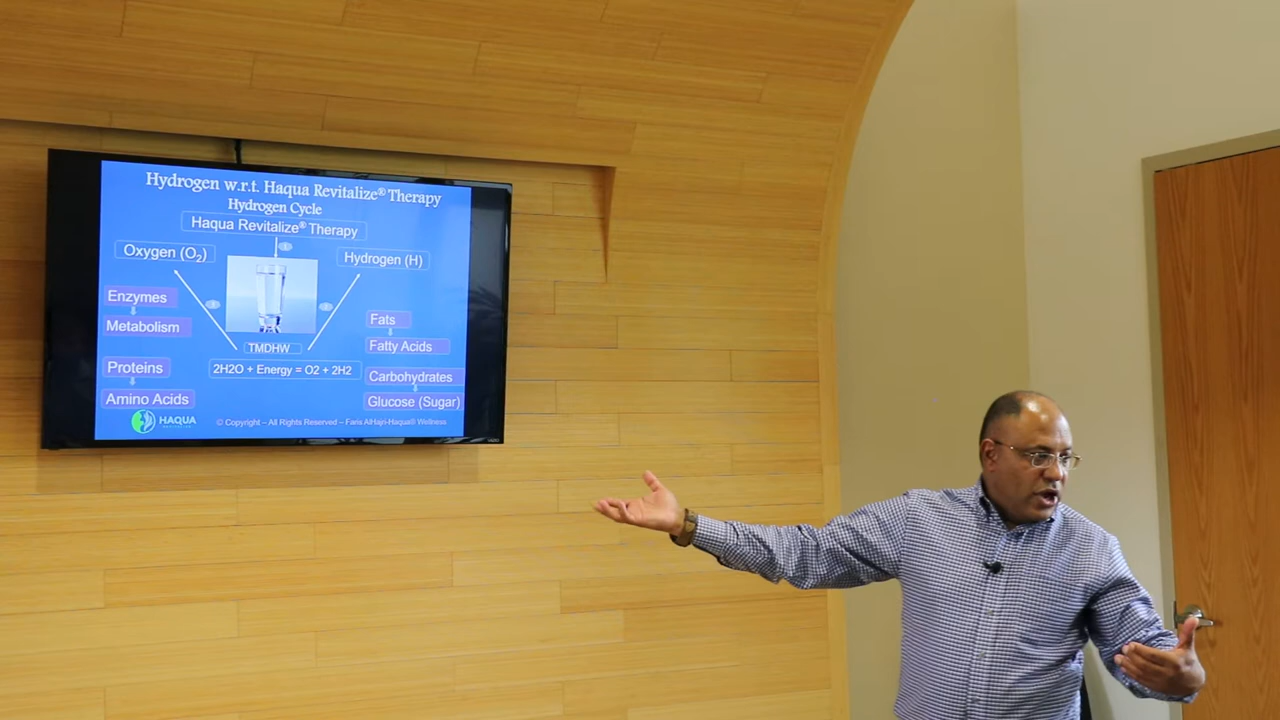 Hydrogen w.r.t. Haqua Revitalize® Therapy
Hydrogen Cycle
Haqua Revitalize® Therapy
1
Oxygen (O2)
Hydrogen (H)
Enzymes
Metabolism
Proteins
Amino Acids
Fats
Fatty Acids
Carbohydrates
Glucose (Sugar)
TMDHW
2H2O + Energy = O2 + 2H2
HAQUA
© Copyright – All Rights Reserved – Faris AlHajri-Haqua® Wellness